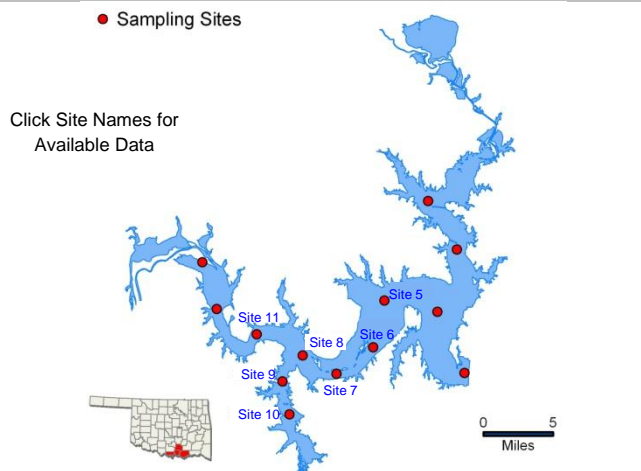 Sampling Sites
Click Site Names for
Available Data
Site 5
Site 11
Site 6
Site 8
Site 9
Site 7
Site 10
0 5
Miles